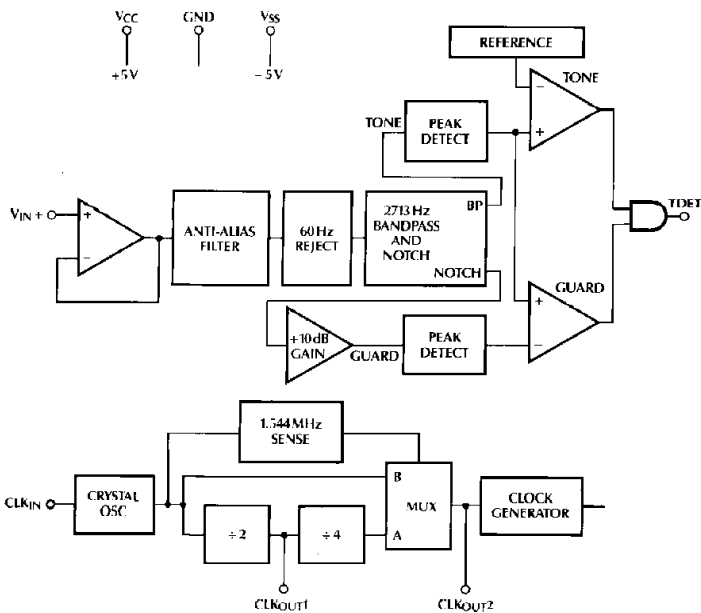 VCC GND VSS
+5V −5V
REFERENCE
TONE
−
+
TONE
PEAK
DETECT
VIN +
+
−
ANTI-ALIAS
FILTER
60 Hz
REJECT
2713 Hz
BANDPASS
AND
NOTCH
BP
NOTCH
TDET
GUARD
+
−
+10 dB
GAIN
GUARD
PEAK
DETECT
1.544 MHz
SENSE
CLKIN
CRYSTAL
OSC
÷2
÷4
B
MUX
A
CLOCK
GENERATOR
CLKOUT1
CLKOUT2